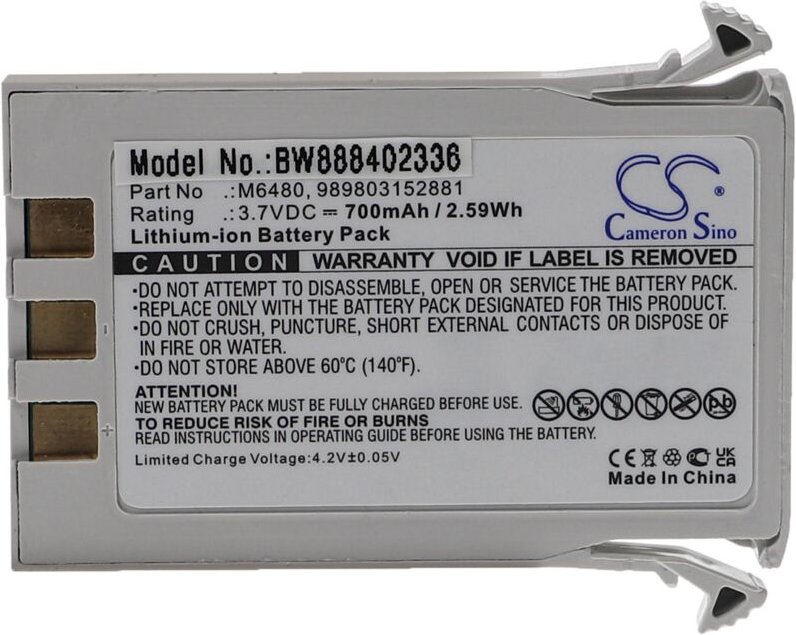 Model No.:BW888402336
Part No :M6480, 989803152881
Rating :3.7VDC ⎓ 700mAh / 2.59Wh
Lithium-ion Battery Pack
CS®
Cameron Sino
CAUTION WARRANTY VOID IF LABEL IS REMOVED
·DO NOT ATTEMPT TO DISASSEMBLE, OPEN OR SERVICE THE BATTERY PACK.
·REPLACE ONLY WITH THE BATTERY PACK DESIGNATED FOR THIS PRODUCT.
·DO NOT CRUSH, PUNCTURE, SHORT EXTERNAL CONTACTS OR DISPOSE OF
IN FIRE OR WATER.
·DO NOT STORE ABOVE 60°C (140°F).
ATTENTION!
NEW BATTERY PACK MUST BE FULLY CHARGED BEFORE USE.
TO REDUCE RISK OF FIRE OR BURNS
READ INSTRUCTIONS IN OPERATING GUIDE BEFORE USE.
Pb
Limited Charge Voltage:4.2V±0.05V
CE UK CA
Made In China
-
+